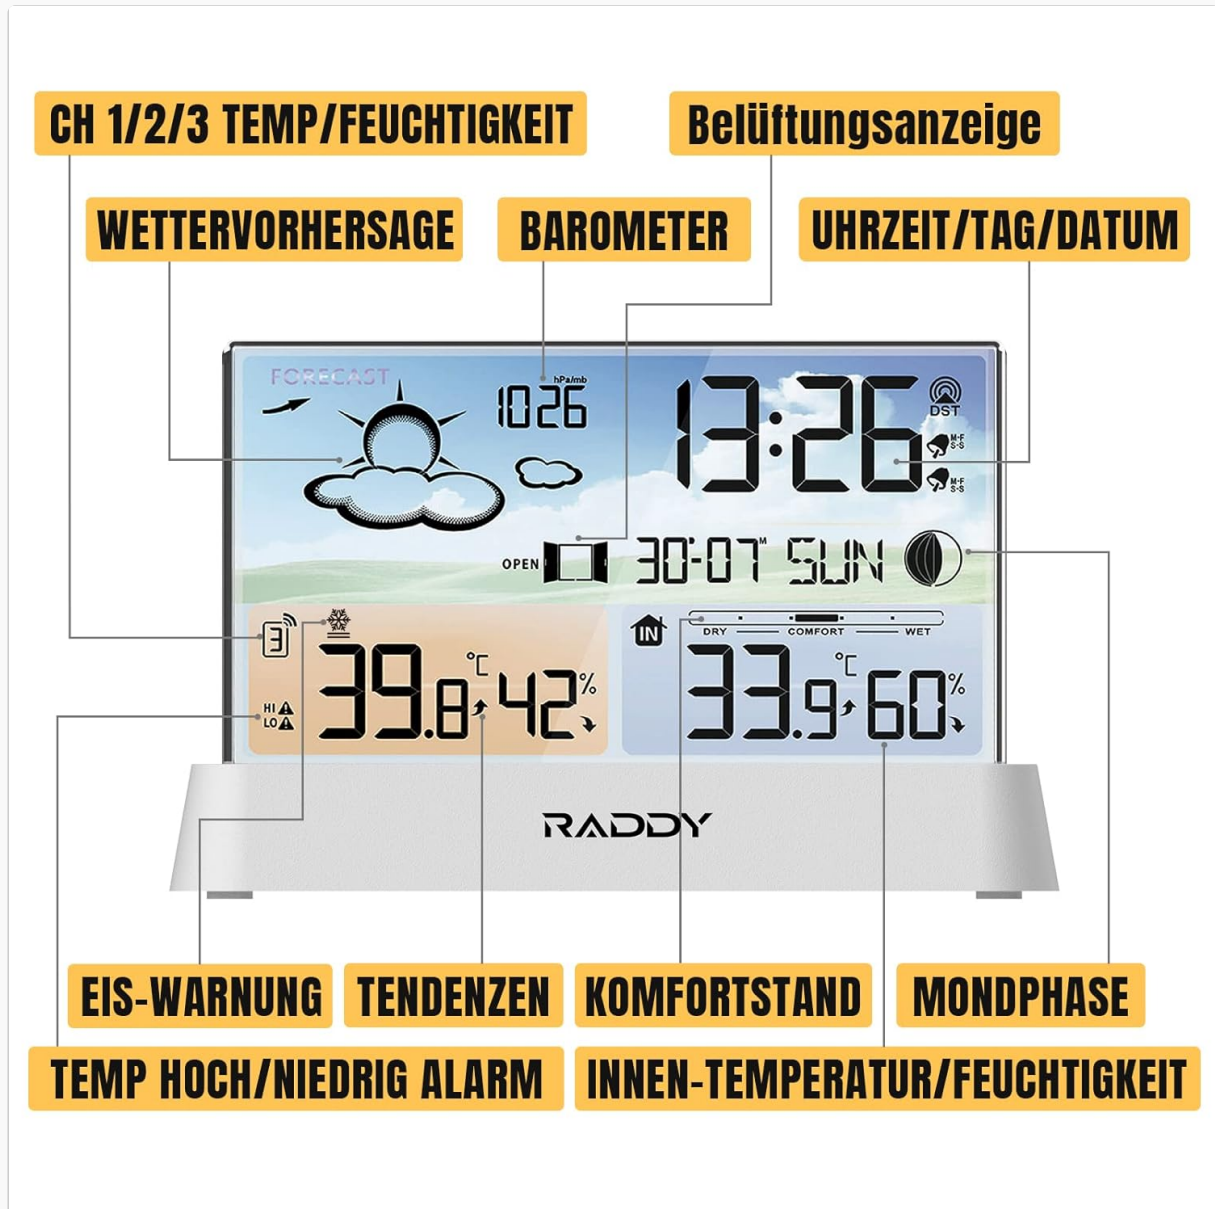 CH 1/2/3 TEMP/FEUCHTIGKEIT
Belüftungsanzeige
WETTERVORHERSAGE
BAROMETER
UHRZEIT/TAG/DATUM
FORECAST
hPa/mb
1026
13:26
DST
M-F
S-S
M-F
S-S
OPEN
30D-07M SUN
3
IN
DRY COMFORT WET
39.8°C 42%
33.9°C 60%
HI
LO
RADDY
EIS-WARNUNG
TENDENZEN
KOMFORTSTAND
MONDPHASE
TEMP HOCH/NIEDRIG ALARM
INNEN-TEMPERATUR/FEUCHTIGKEIT